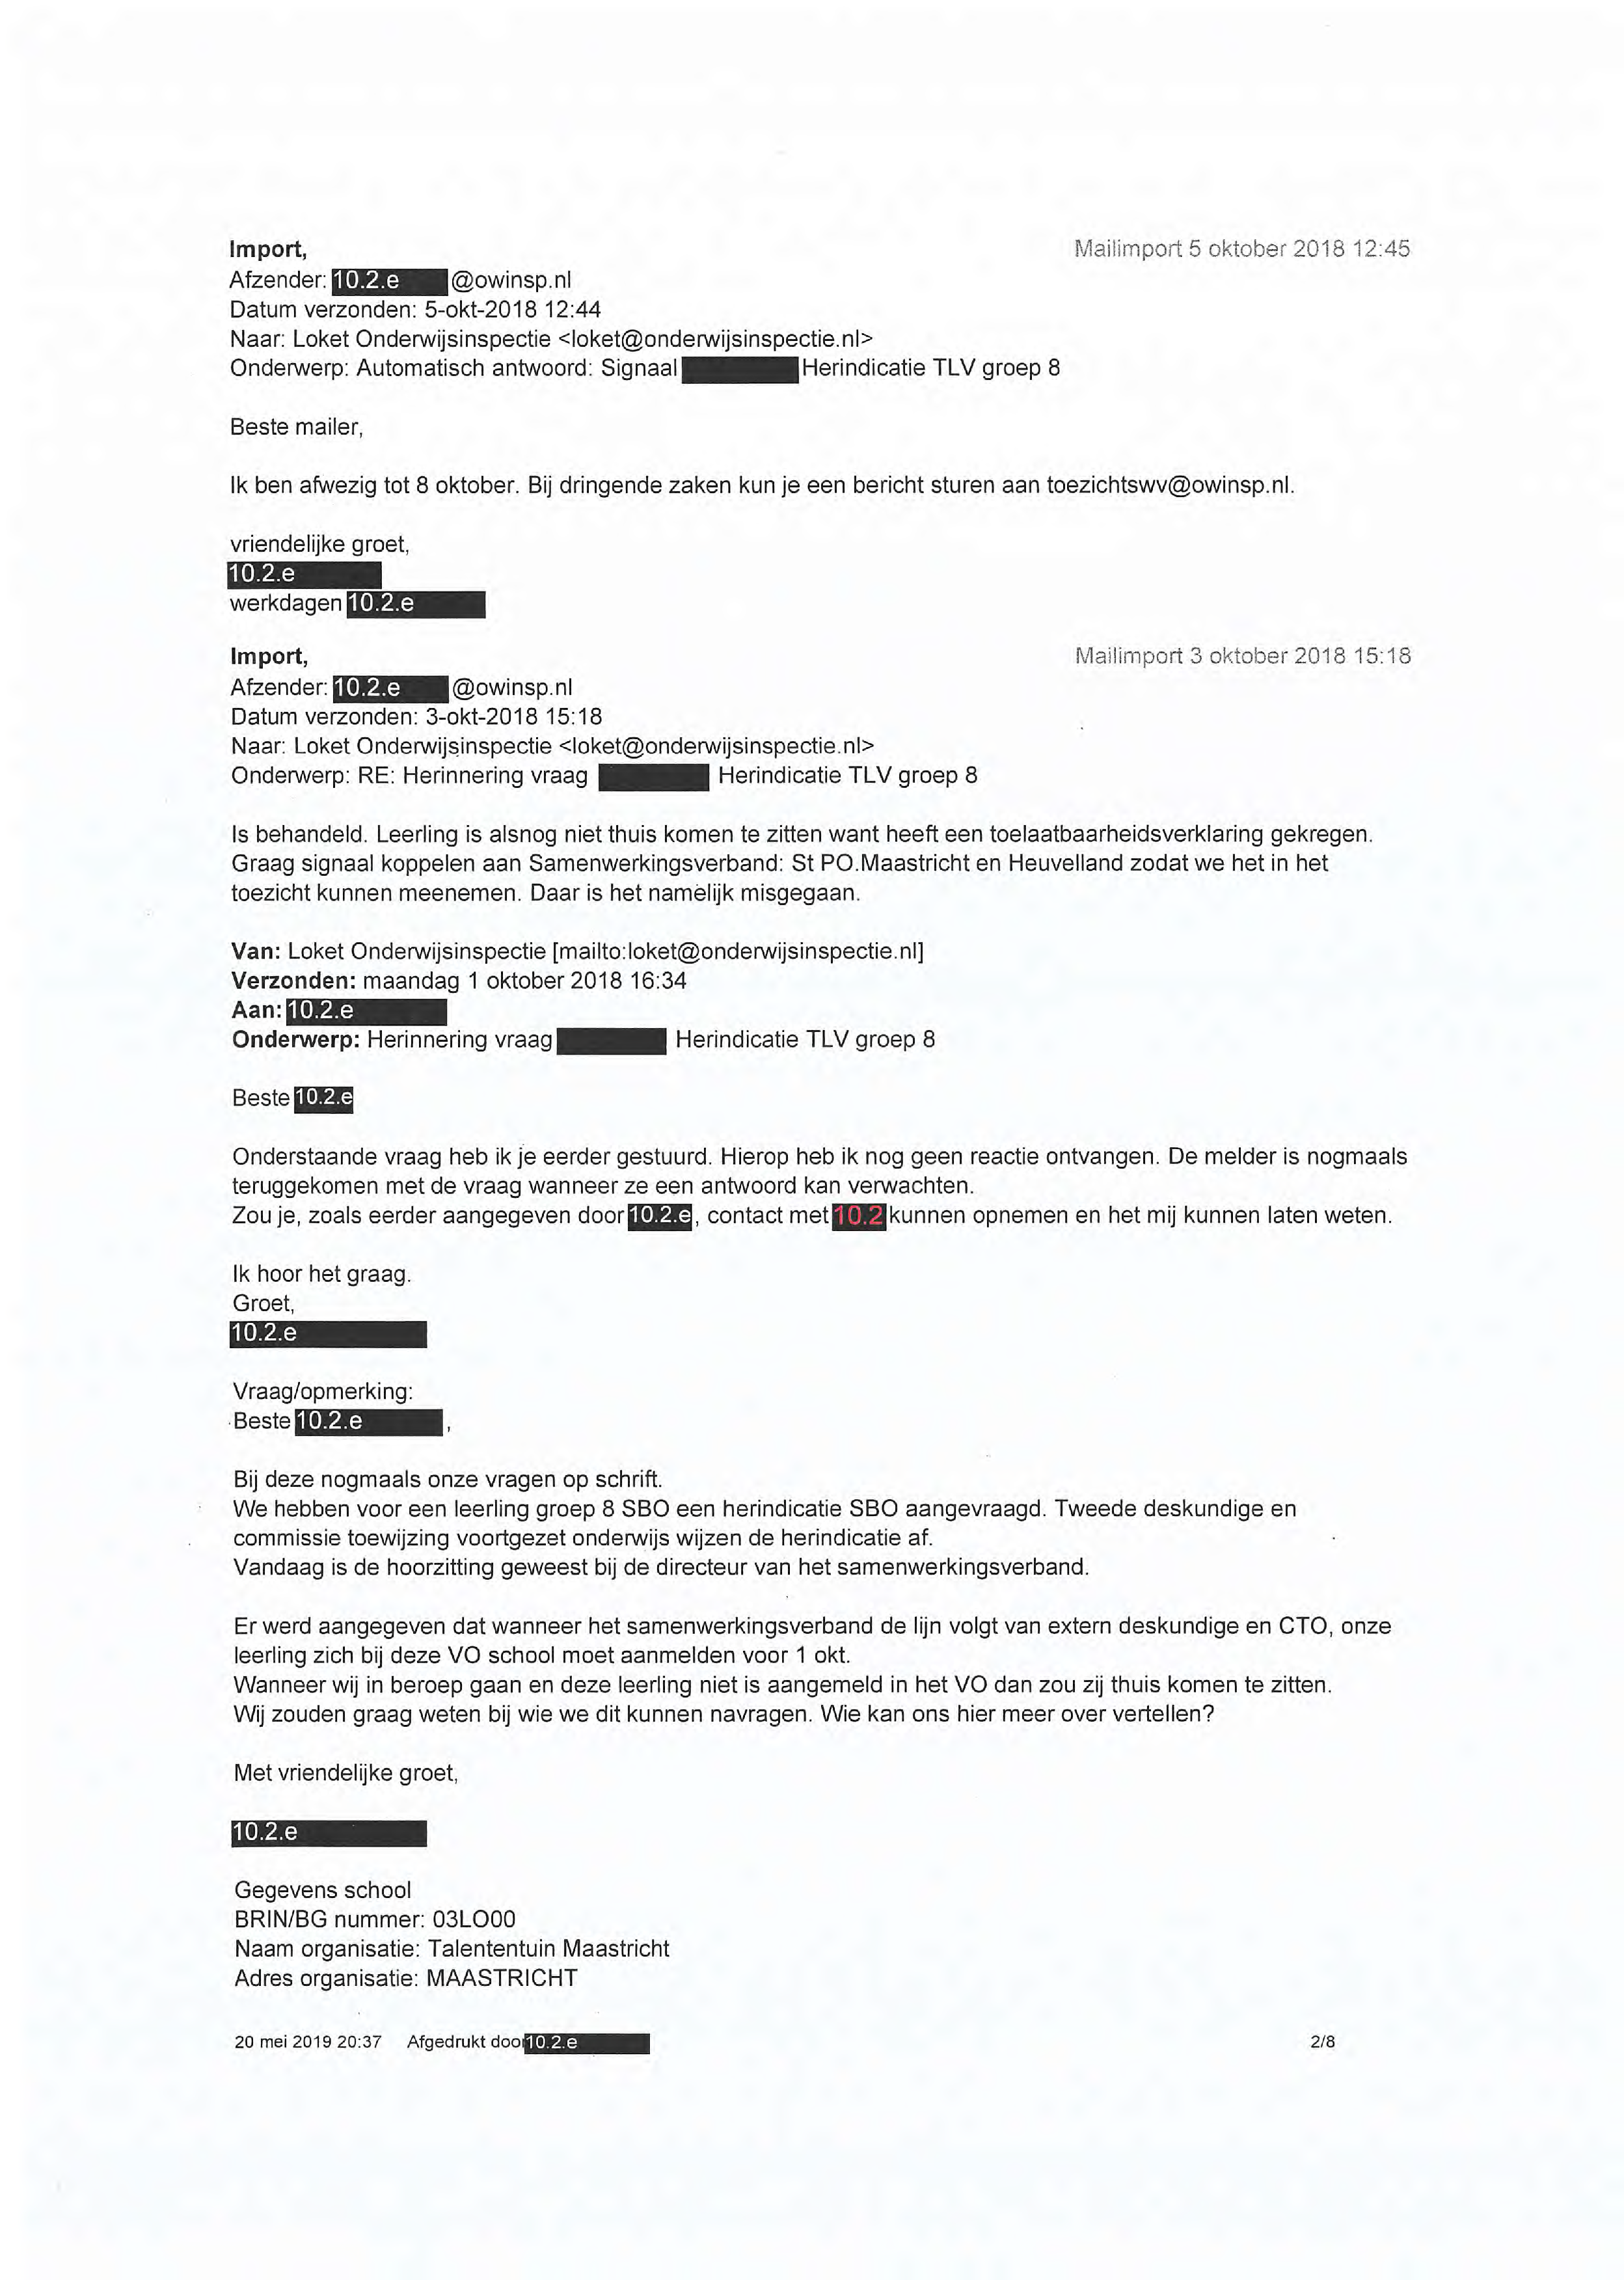 Import,
Mailimport 5 oktober 2018 12:45
Afzender: 10.2.e @owinsp.nl
Datum verzonden: 5-okt-2018 12:44
Naar: Loket Onderwijsinspectie <loket@onderwijsinspectie.nl>
Onderwerp: Automatisch antwoord: Signaal Herindicatie TLV groep 8
Beste mailer,
Ik ben afwezig tot 8 oktober. Bij dringende zaken kun je een bericht sturen aan toezichtswv@owinsp.nl.
vriendelijke groet,
10.2.e
werkdagen 10.2.e
Import,
Mailimport 3 oktober 2018 15:18
Afzender: 10.2.e @owinsp.nl
Datum verzonden: 3-okt-2018 15:18
Naar: Loket Onderwijsinspectie <loket@onderwijsinspectie.nl>
Onderwerp: RE: Herinnering vraag Herindicatie TLV groep 8
Is behandeld. Leerling is alsnog niet thuis komen te zitten want heeft een toelaatbaarheidsverklaring gekregen.
Graag signaal koppelen aan Samenwerkingsverband: St PO.Maastricht en Heuvelland zodat we het in het
toezicht kunnen meenemen. Daar is het namelijk misgegaan.
Van: Loket Onderwijsinspectie [mailto:loket@onderwijsinspectie.nl]
Verzonden: maandag 1 oktober 2018 16:34
Aan: 10.2.e
Onderwerp: Herinnering vraag Herindicatie TLV groep 8
Beste 10.2.e
Onderstaande vraag heb ik je eerder gestuurd. Hierop heb ik nog geen reactie ontvangen. De melder is nogmaals
teruggekomen met de vraag wanneer ze een antwoord kan verwachten.
Zou je, zoals eerder aangegeven door 10.2.e, contact met 10.2 kunnen opnemen en het mij kunnen laten weten.
Ik hoor het graag.
Groet,
10.2.e
Vraag/opmerking:
Beste 10.2.e ,
Bij deze nogmaals onze vragen op schrift.
We hebben voor een leerling groep 8 SBO een herindicatie SBO aangevraagd. Tweede deskundige en
commissie toewijzing voortgezet onderwijs wijzen de herindicatie af.
Vandaag is de hoorzitting geweest bij de directeur van het samenwerkingsverband.
Er werd aangegeven dat wanneer het samenwerkingsverband de lijn volgt van extern deskundige en CTO, onze
leerling zich bij deze VO school moet aanmelden voor 1 okt.
Wanneer wij in beroep gaan en deze leerling niet is aangemeld in het VO dan zou zij thuis komen te zitten.
Wij zouden graag weten bij wie we dit kunnen navragen. Wie kan ons hier meer over vertellen?
Met vriendelijke groet,
10.2.e
Gegevens school
BRIN/BG nummer: 03LO00
Naam organisatie: Talententuin Maastricht
Adres organisatie: MAASTRICHT
20 mei 2019 20:37 Afgedrukt door 10.2.e
2/8